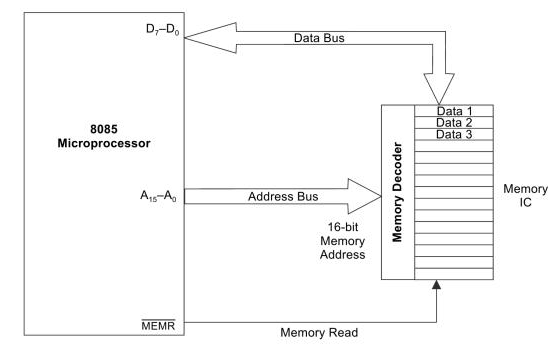 D₇–D₀
Data Bus
8085
Microprocessor
A₁₅–A₀
Address Bus
16-bit
Memory
Address
Memory Decoder
Data 1
Data 2
Data 3
Memory
IC
M̅E̅M̅R̅
Memory Read